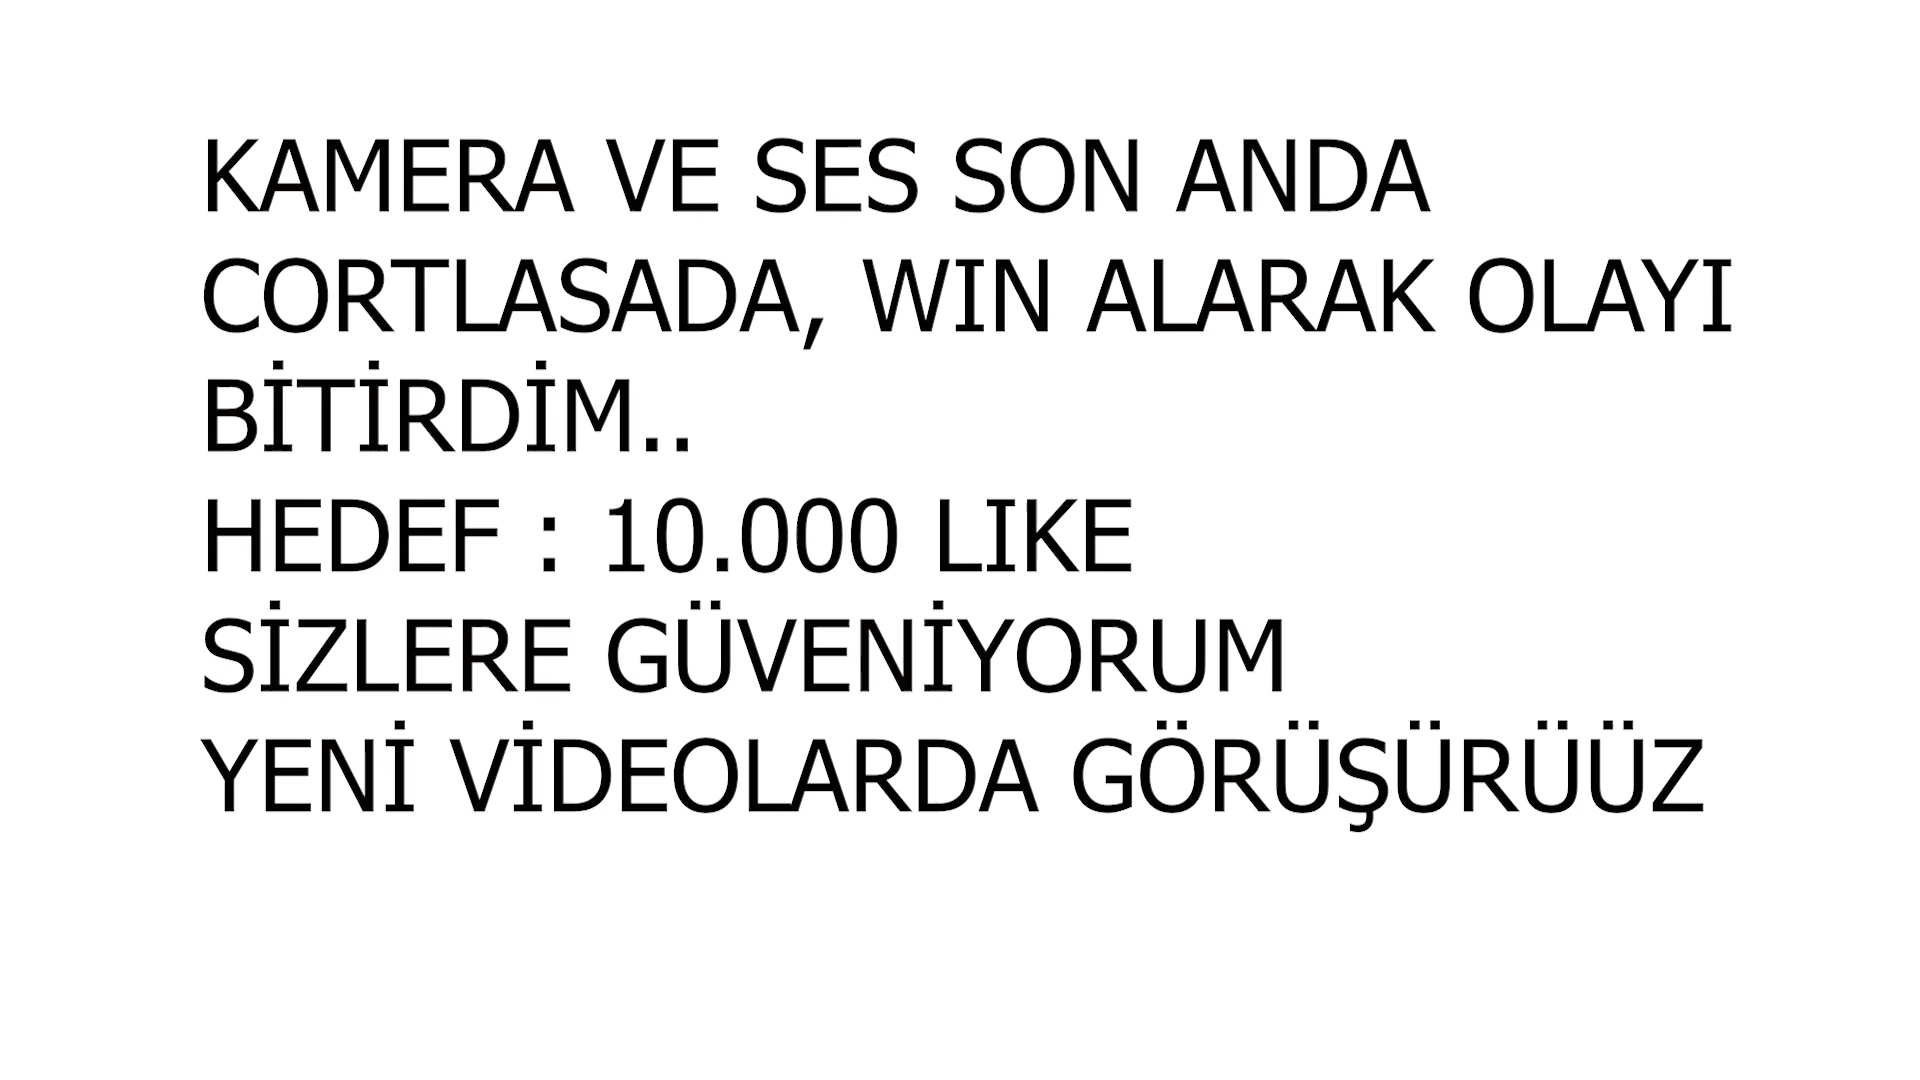 KAMERA VE SES SON ANDA
CORTLASADA, WIN ALARAK OLAYI
BİTİRDİM..
HEDEF : 10.000 LIKE
SİZLERE GÜVENİYORUM
YENİ VİDEOLARDA GÖRÜŞÜRÜÜZ